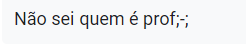 Não sei quem é prof;-;